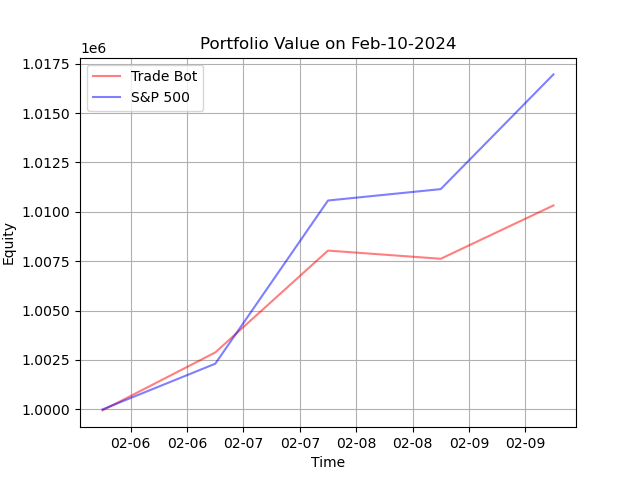 Portfolio Value on Feb-10-2024
1e6
1.0175
1.0150
1.0125
1.0100
1.0075
1.0050
1.0025
1.0000
Equity
Trade Bot
S&P 500
02-06 02-06 02-07 02-07 02-08 02-08 02-09 02-09
Time